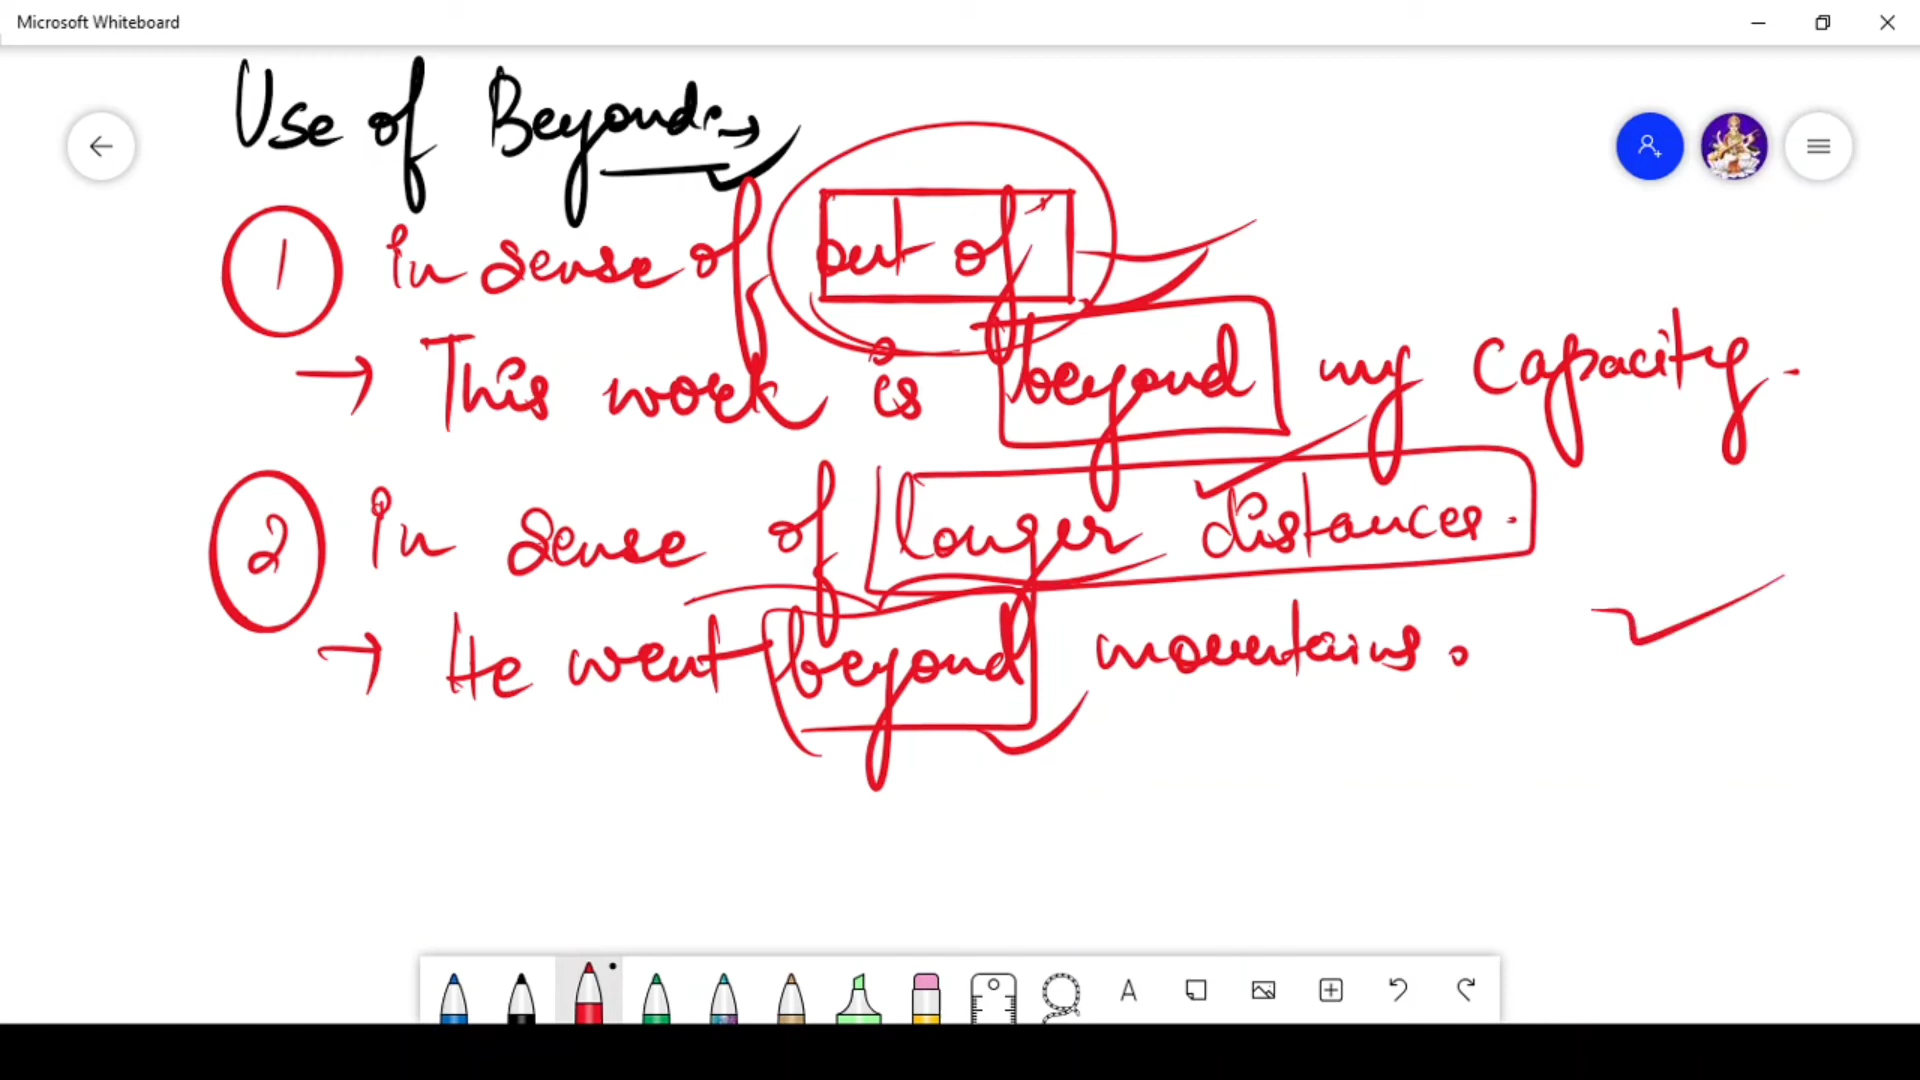 Microsoft Whiteboard
Use of Beyond:→
1 in sense of out of
→ This work is beyond my capacity.
2 in sense of longer distances.
→ He went beyond mountains.
A